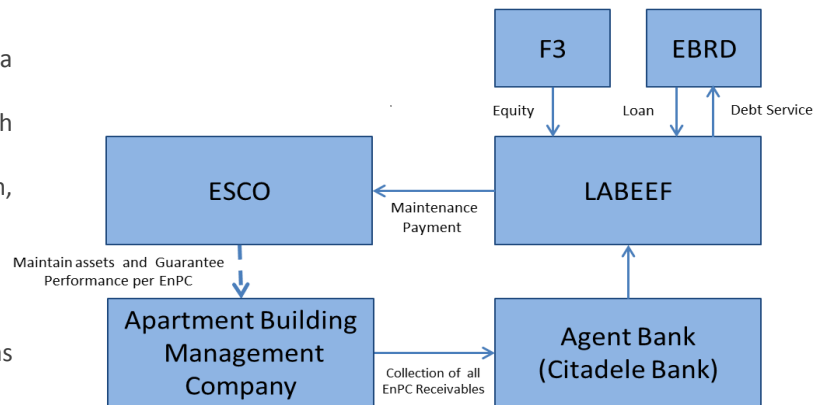 a
h
n,
ns
F3
EBRD
Equity
Loan
Debt Service
ESCO
LABEEF
Maintenance
Payment
Maintain assets and Guarantee
Performance per EnPC
Apartment Building
Management
Company
Collection of all
EnPC Receivables
Agent Bank
(Citadele Bank)